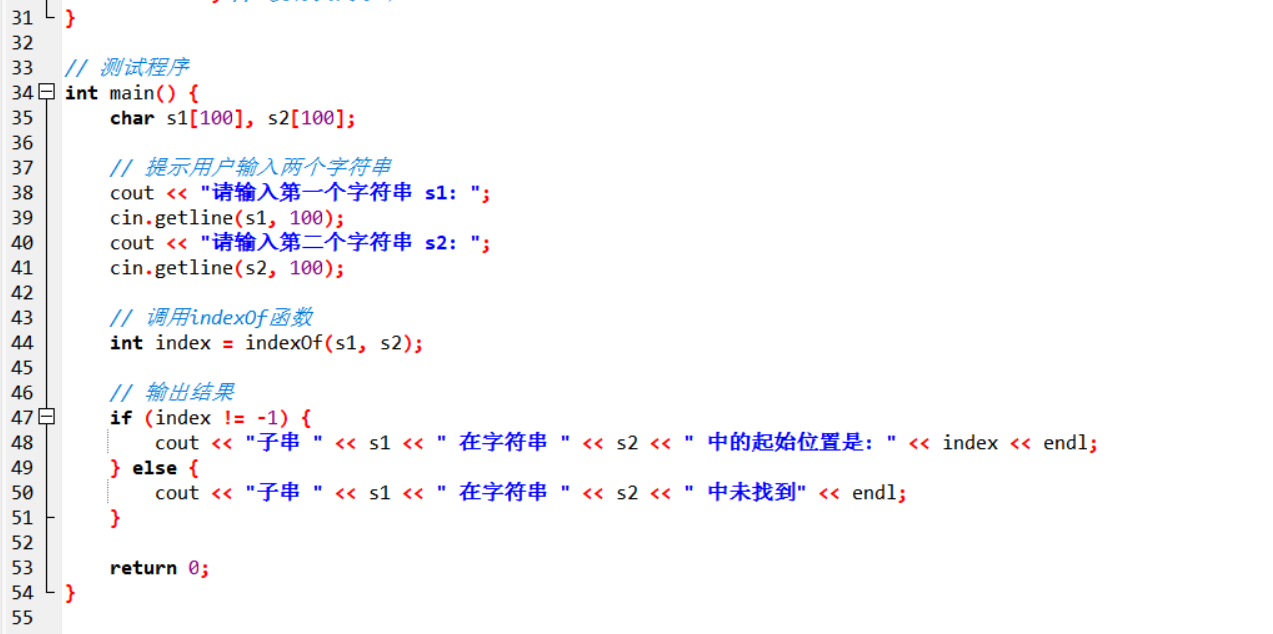 31 }
32
33 // 测试程序
34 int main() {
35 char s1[100], s2[100];
36
37 // 提示用户输入两个字符串
38 cout << "请输入第一个字符串 s1: ";
39 cin.getline(s1, 100);
40 cout << "请输入第二个字符串 s2: ";
41 cin.getline(s2, 100);
42
43 // 调用indexOf函数
44 int index = indexOf(s1, s2);
45
46 // 输出结果
47 if (index != -1) {
48 cout << "子串 " << s1 << " 在字符串 " << s2 << " 中的起始位置是: " << index << endl;
49 } else {
50 cout << "子串 " << s1 << " 在字符串 " << s2 << " 中未找到" << endl;
51 }
52
53 return 0;
54 }
55